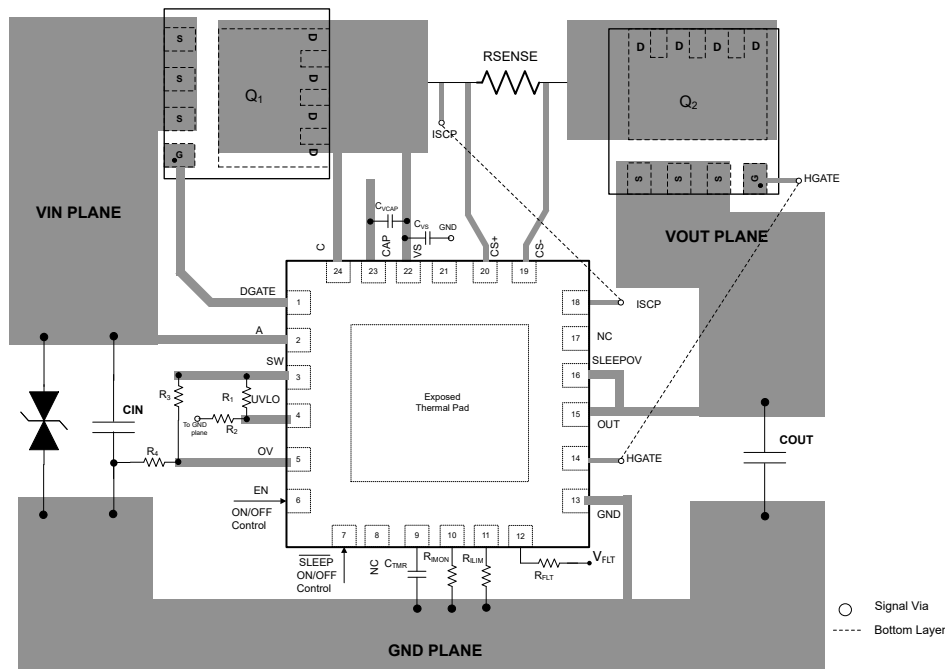 S
S
S
G
Q1
D
D
D
D
RSENSE
ISCP
D D D D
Q2
S S S G
HGATE
VIN PLANE
VOUT PLANE
CVCAP
CVS
GND
C
CAP
VS
CS+
CS-
24
23
22
21
20
19
DGATE
1
18
ISCP
A
2
17
NC
SW
3
SLEEPOV
16
R3
R1
UVLO
4
15
OUT
To GND
plane
R2
Exposed
Thermal Pad
CIN
R4
OV
5
14
HGATE
COUT
EN
6
13
GND
ON/OFF
Control
7
8
9
10
11
12
SLEEP
ON/OFF
Control
NC
CTMR
RIMON
RILIM
RFLT
VFLT
GND PLANE
Signal Via
Bottom Layer